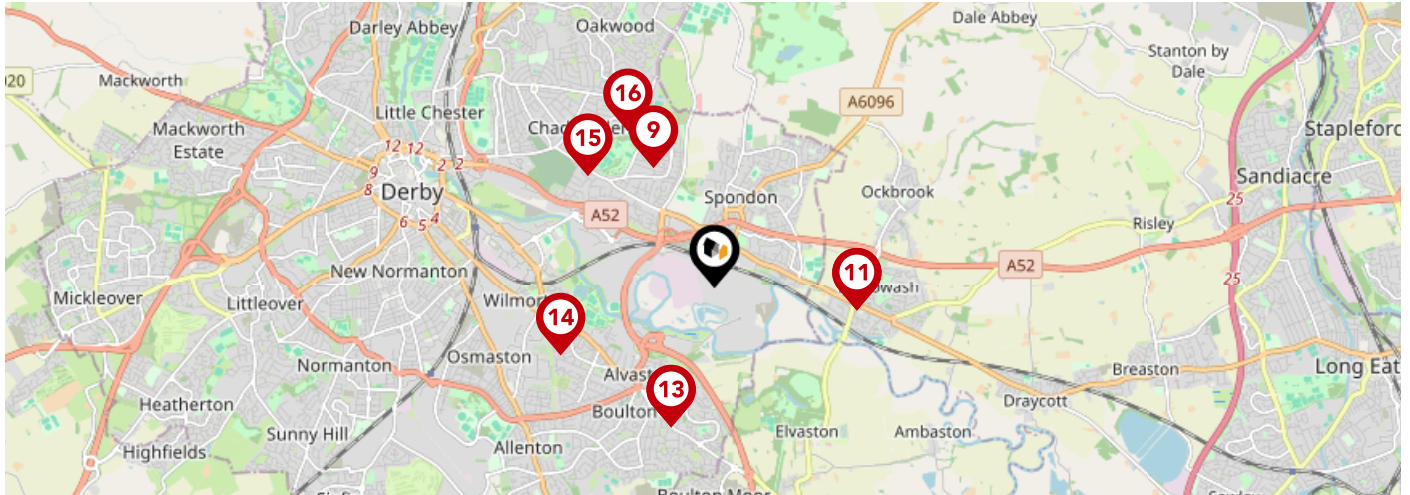 Darley Abbey
Oakwood
Dale Abbey
Stanton by
Dale
020
Mackworth
16
A6096
Little Chester
Mackworth
Estate
15
9
Stapleford
12 12
2 2
9
8
Derby
6 5 4
Spondon
Ockbrook
Sandiacre
25
A52
Risley
New Normanton
A52
25
11
Mickleover
Littleover
14
Osmaston
Normanton
Breaston
Long Eat
13
Boulton
Draycott
Heatherton
Sunny Hill
Allenton
Elvaston
Ambaston
Highfields
Boulton Moor